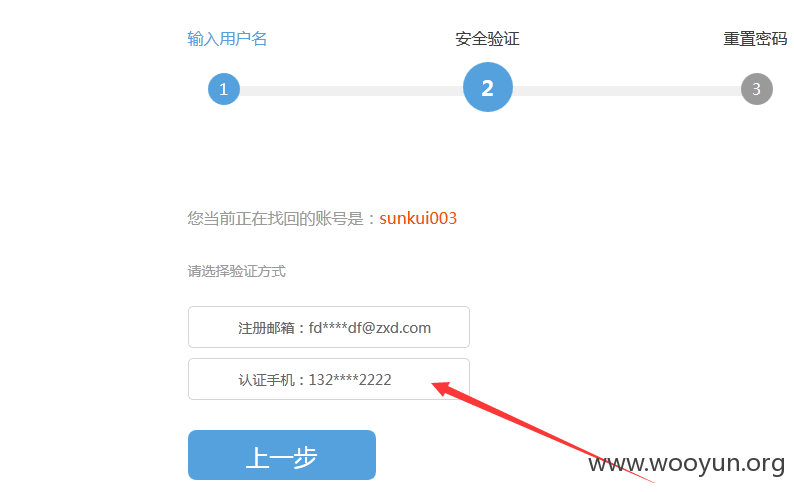 输入用户名 安全验证 重置密码
1 2 3
您当前正在找回的账号是：sunkui003
请选择验证方式
注册邮箱：fd****df@zxd.com
认证手机：132****2222
上一步
www.wooyun.org